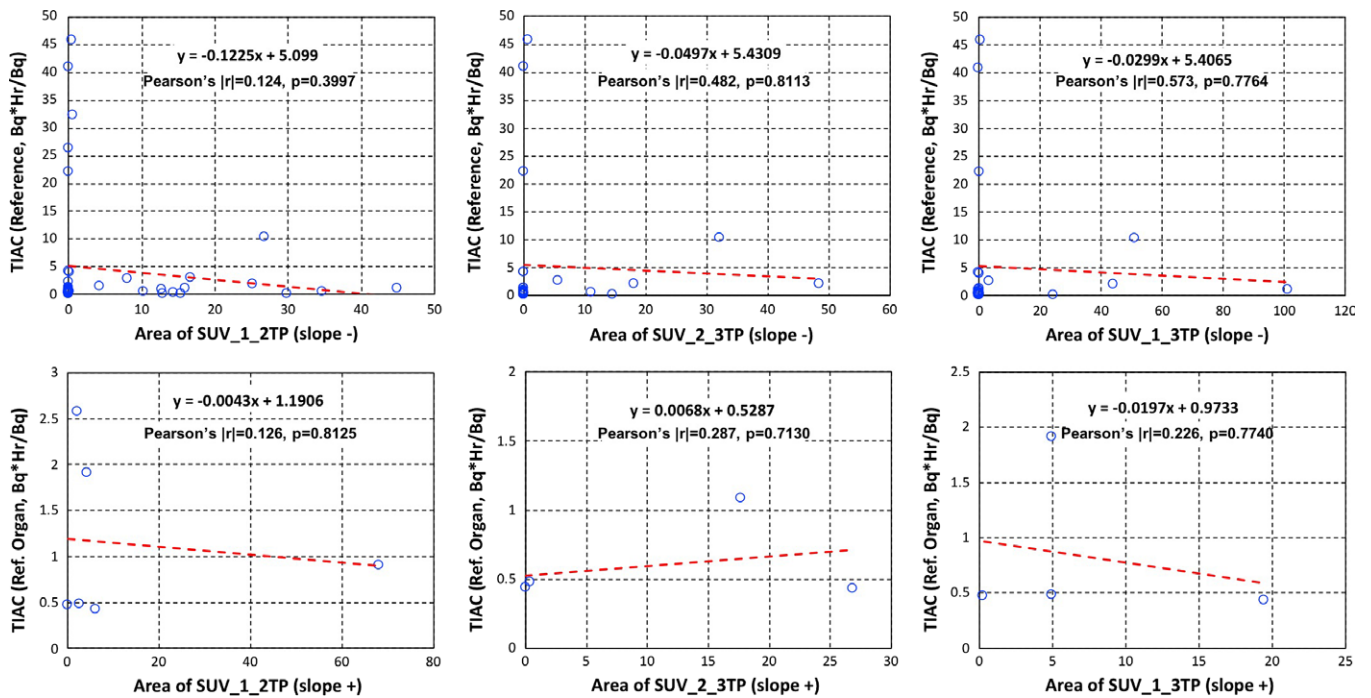 TIAC (Reference, Bq*Hr/Bq)
50
45
40
35
30
25
20
15
10
5
0
y = -0.1225x + 5.099
Pearson's |r|=0.124, p=0.3997
0 10 20 30 40 50
Area of SUV_1_2TP (slope -)
TIAC (Reference, Bq*Hr/Bq)
50
45
40
35
30
25
20
15
10
5
0
y = -0.0497x + 5.4309
Pearson's |r|=0.482, p=0.8113
0 10 20 30 40 50 60
Area of SUV_2_3TP (slope -)
TIAC (Reference, Bq*Hr/Bq)
50
45
40
35
30
25
20
15
10
5
0
y = -0.0299x + 5.4065
Pearson's |r|=0.573, p=0.7764
0 20 40 60 80 100 120
Area of SUV_1_3TP (slope -)
TIAC (Ref. Organ, Bq*Hr/Bq)
3
2.5
2
1.5
1
0.5
0
y = -0.0043x + 1.1906
Pearson's |r|=0.126, p=0.8125
0 20 40 60 80
Area of SUV_1_2TP (slope +)
TIAC (Ref. Organ, Bq*Hr/Bq)
2
1.5
1
0.5
0
y = 0.0068x + 0.5287
Pearson's |r|=0.287, p=0.7130
0 5 10 15 20 25 30
Area of SUV_2_3TP (slope +)
TIAC (Ref. Organ, Bq*Hr/Bq)
2.5
2
1.5
1
0.5
0
y = -0.0197x + 0.9733
Pearson's |r|=0.226, p=0.7740
0 5 10 15 20 25
Area of SUV_1_3TP (slope +)